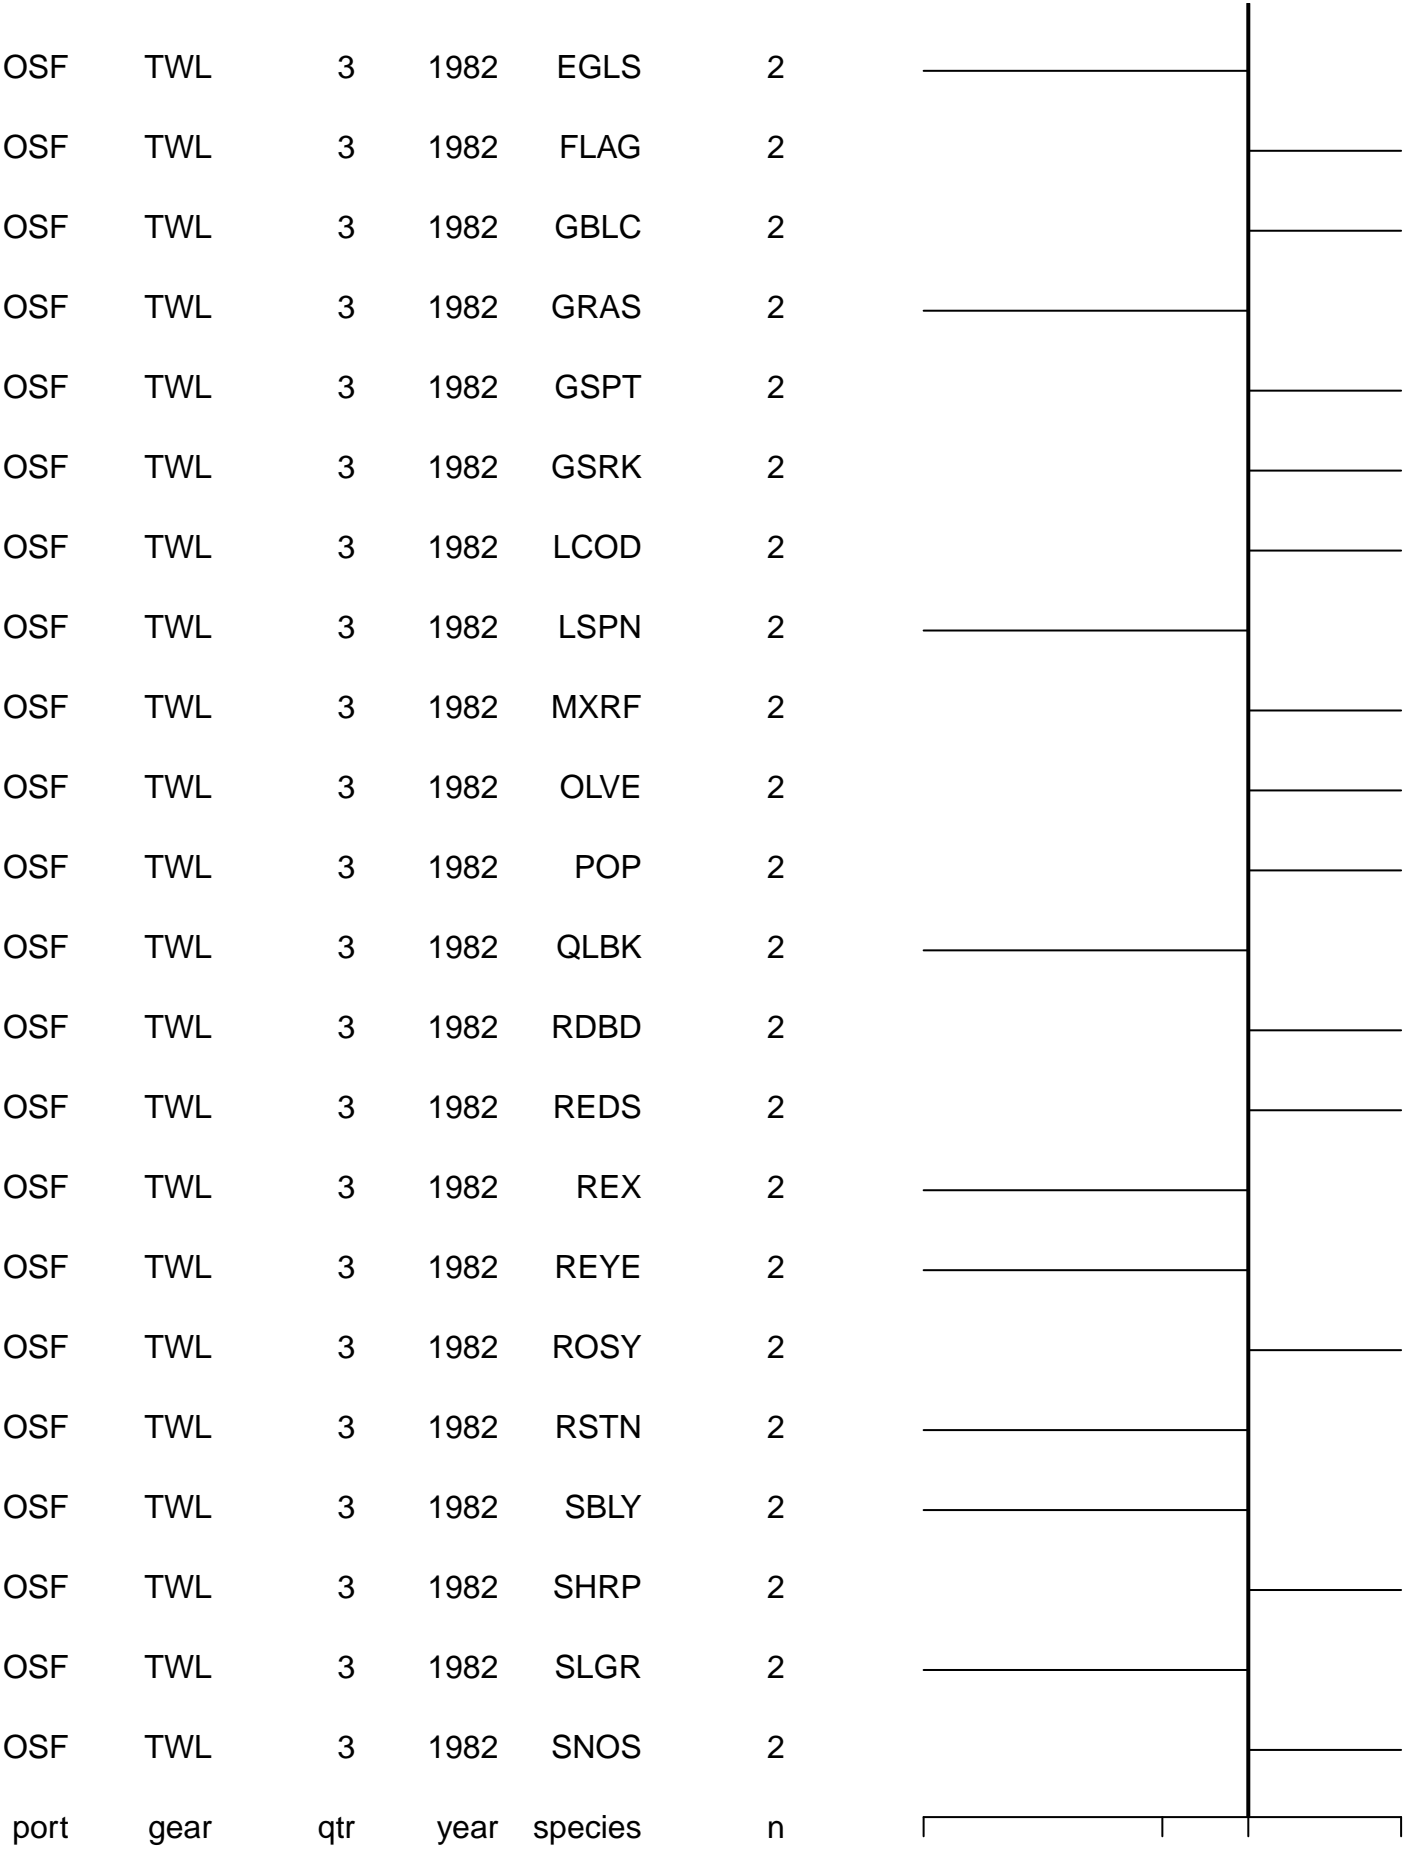 OSF TWL 3 1982 EGLS 2
OSF TWL 3 1982 FLAG 2
OSF TWL 3 1982 GBLC 2
OSF TWL 3 1982 GRAS 2
OSF TWL 3 1982 GSPT 2
OSF TWL 3 1982 GSRK 2
OSF TWL 3 1982 LCOD 2
OSF TWL 3 1982 LSPN 2
OSF TWL 3 1982 MXRF 2
OSF TWL 3 1982 OLVE 2
OSF TWL 3 1982 POP 2
OSF TWL 3 1982 QLBK 2
OSF TWL 3 1982 RDBD 2
OSF TWL 3 1982 REDS 2
OSF TWL 3 1982 REX 2
OSF TWL 3 1982 REYE 2
OSF TWL 3 1982 ROSY 2
OSF TWL 3 1982 RSTN 2
OSF TWL 3 1982 SBLY 2
OSF TWL 3 1982 SHRP 2
OSF TWL 3 1982 SLGR 2
OSF TWL 3 1982 SNOS 2
port gear qtr year species n